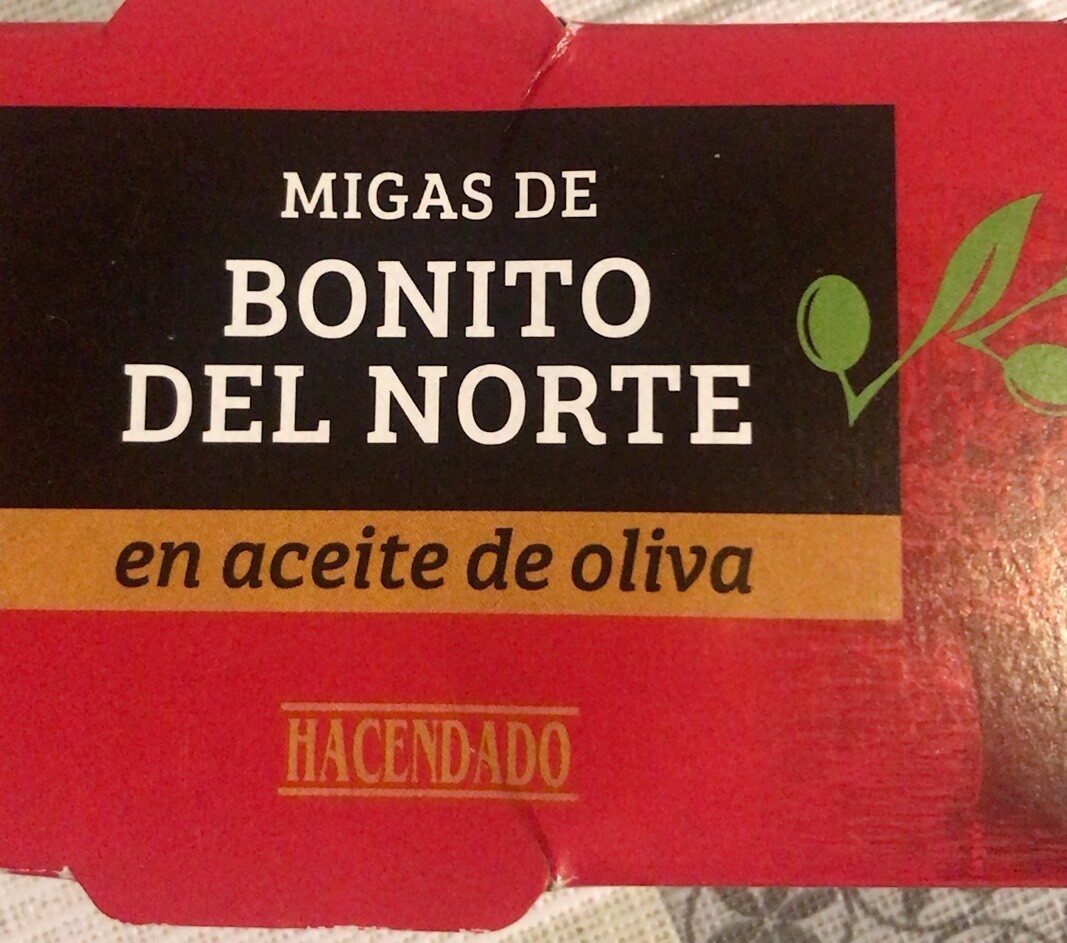 MIGAS DE
BONITO
DEL NORTE
en aceite de oliva
HACENDADO